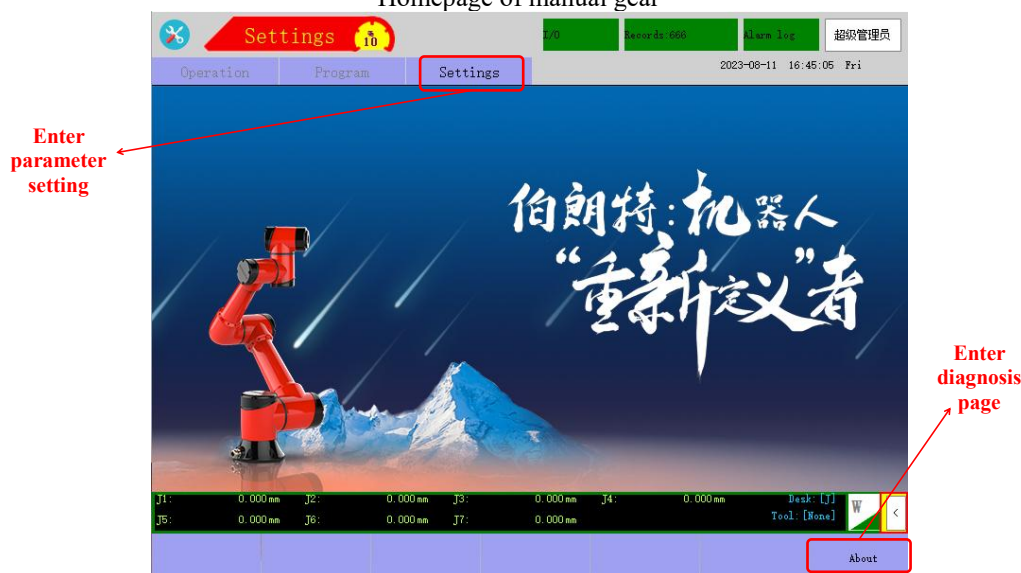 Homepage of manual gear
Settings % 10
I/O Records:666 Alarm log 超级管理员
Operation Program Settings 2023-08-11 16:45:05 Fri
Enter
parameter
setting
伯朗特:机器人
“重新定义”者
Enter
diagnosis
page
J1: 0.000mm J2: 0.000mm J3: 0.000mm J4: 0.000mm Desk:[J]
J5: 0.000mm J6: 0.000mm J7: 0.000mm Tool:[None]
W <
About